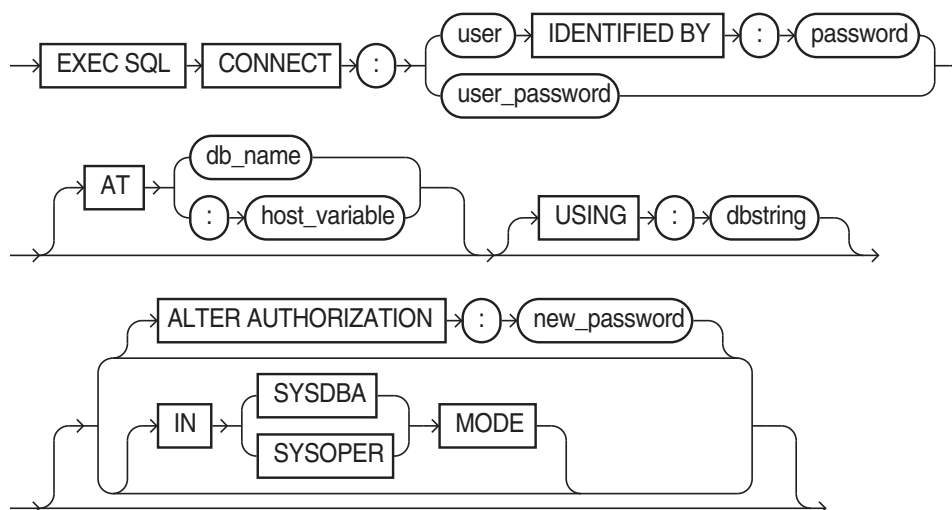 user IDENTIFIED BY : password
EXEC SQL CONNECT :
user_password
db_name
AT
: host_variable
USING : dbstring
ALTER AUTHORIZATION : new_password
SYSDBA
IN MODE
SYSOPER